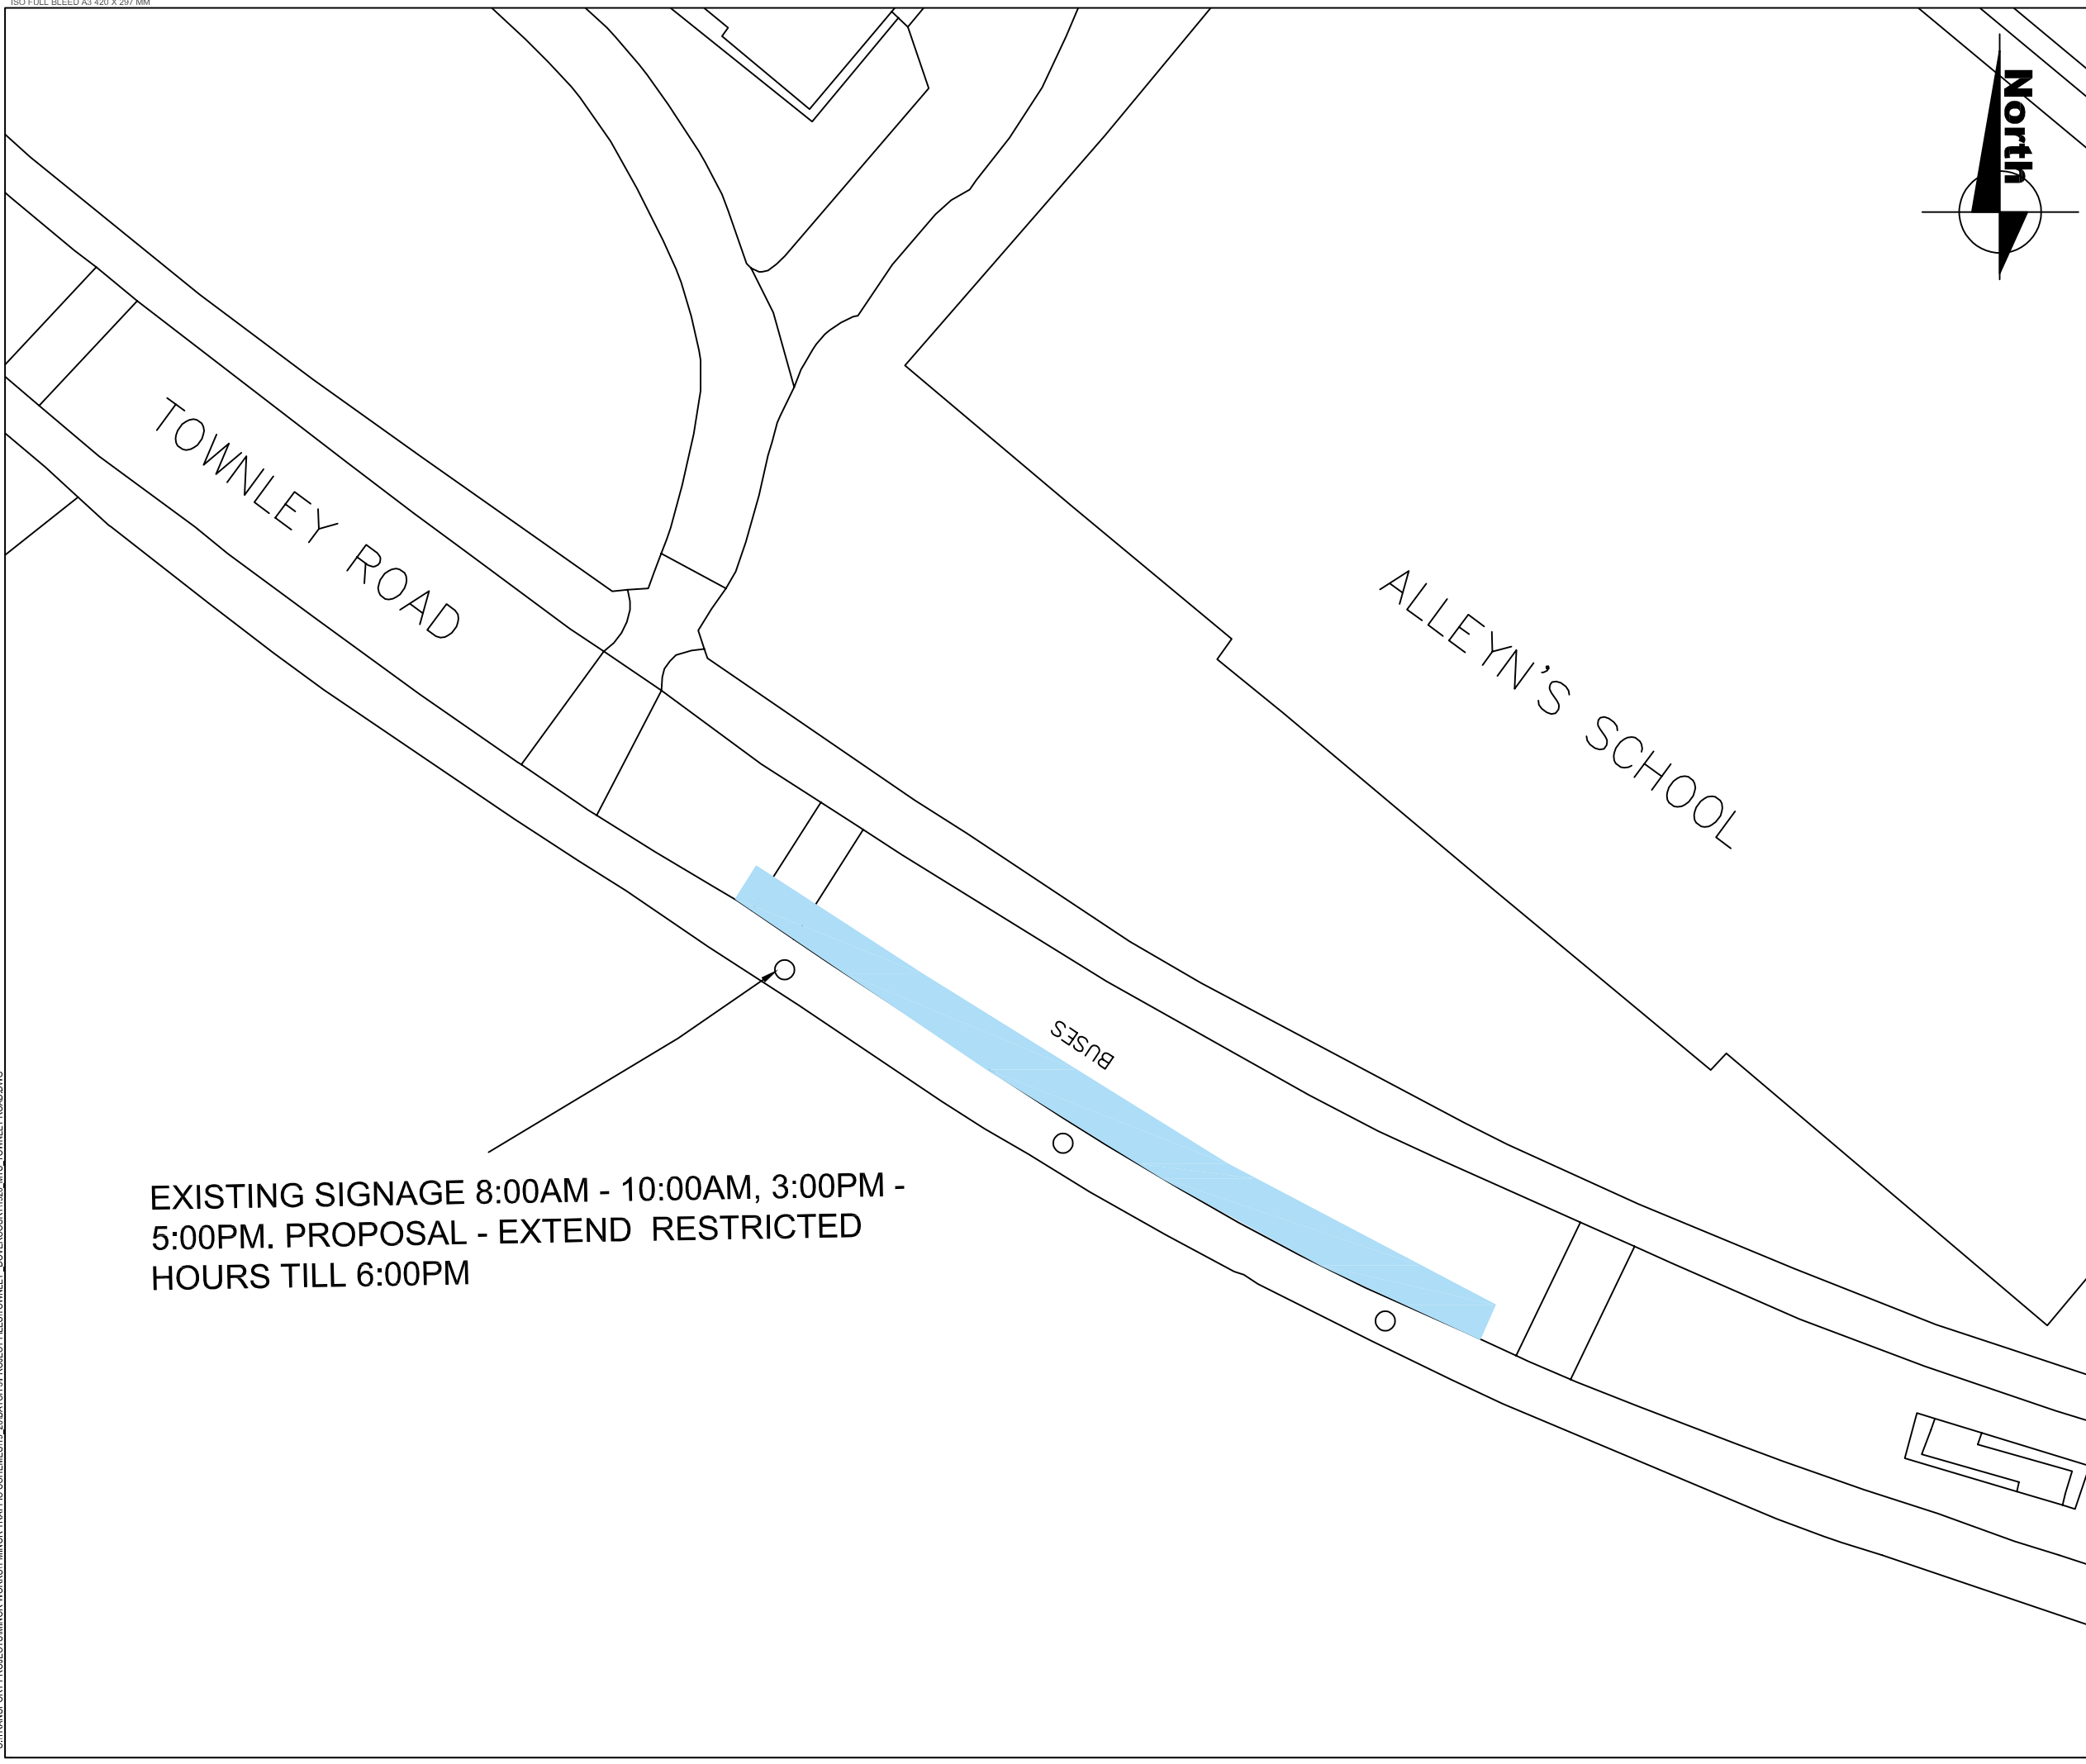 ISO FULL BLEED A3 420 X 297 MM
North
TOWNLEY ROAD
ALLEYN'S SCHOOL
BUSES
EXISTING SIGNAGE 8:00AM - 10:00AM, 3:00PM -
5:00PM. PROPOSAL - EXTEND RESTRICTED
HOURS TILL 6:00PM